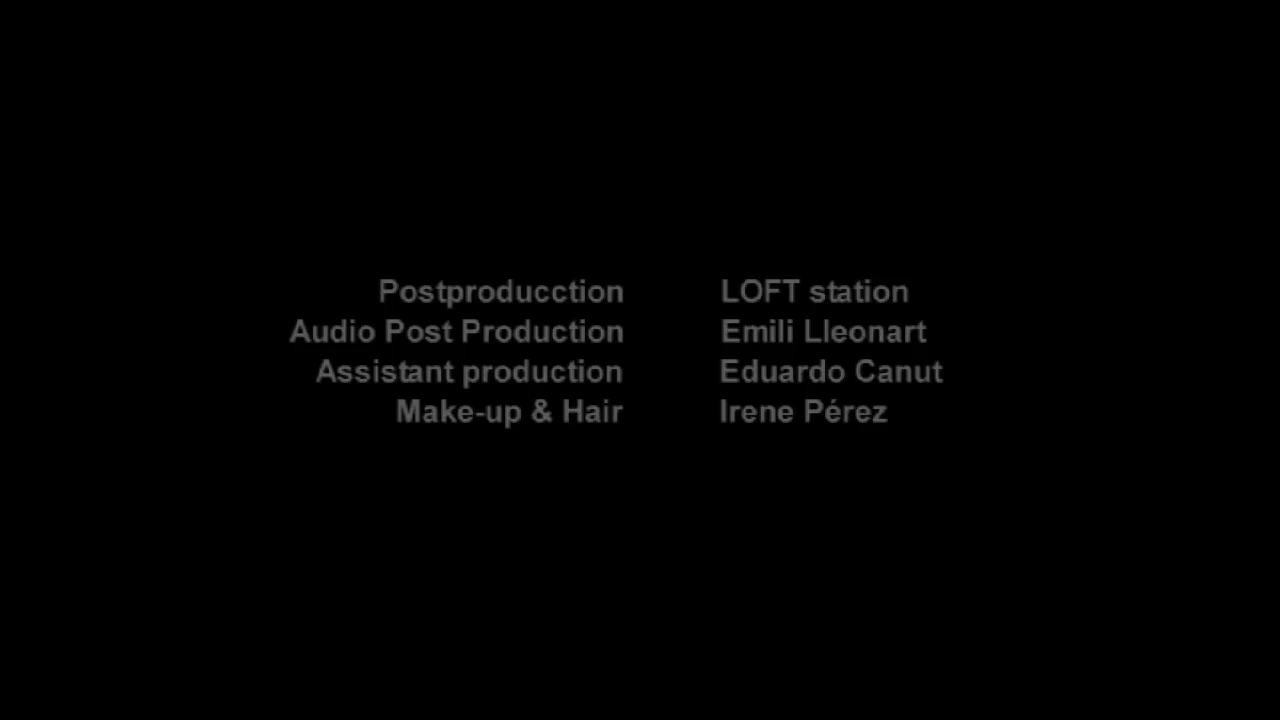 Postproducction LOFT station
Audio Post Production Emili Lleonart
Assistant production Eduardo Canut
Make-up & Hair Irene Pérez